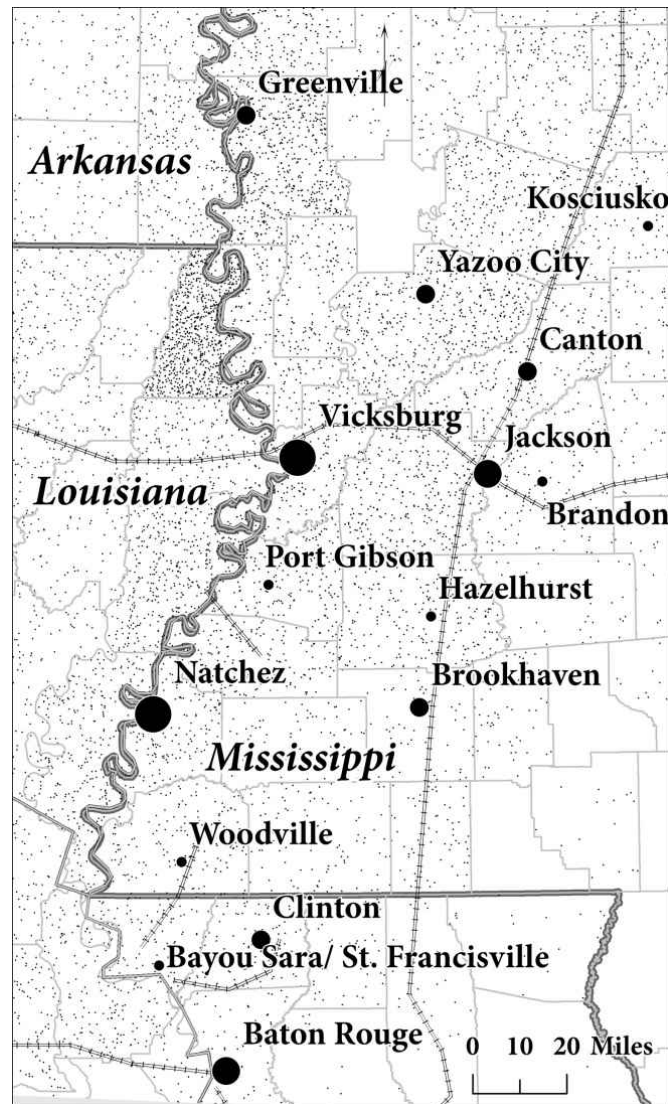 Greenville
Arkansas
Kosciusko
Yazoo City
Canton
Vicksburg
Jackson
Louisiana
Brandon
Port Gibson
Hazelhurst
Natchez
Brookhaven
Mississippi
Woodville
Clinton
Bayou Sara/ St. Francisville
Baton Rouge
0 10 20 Miles